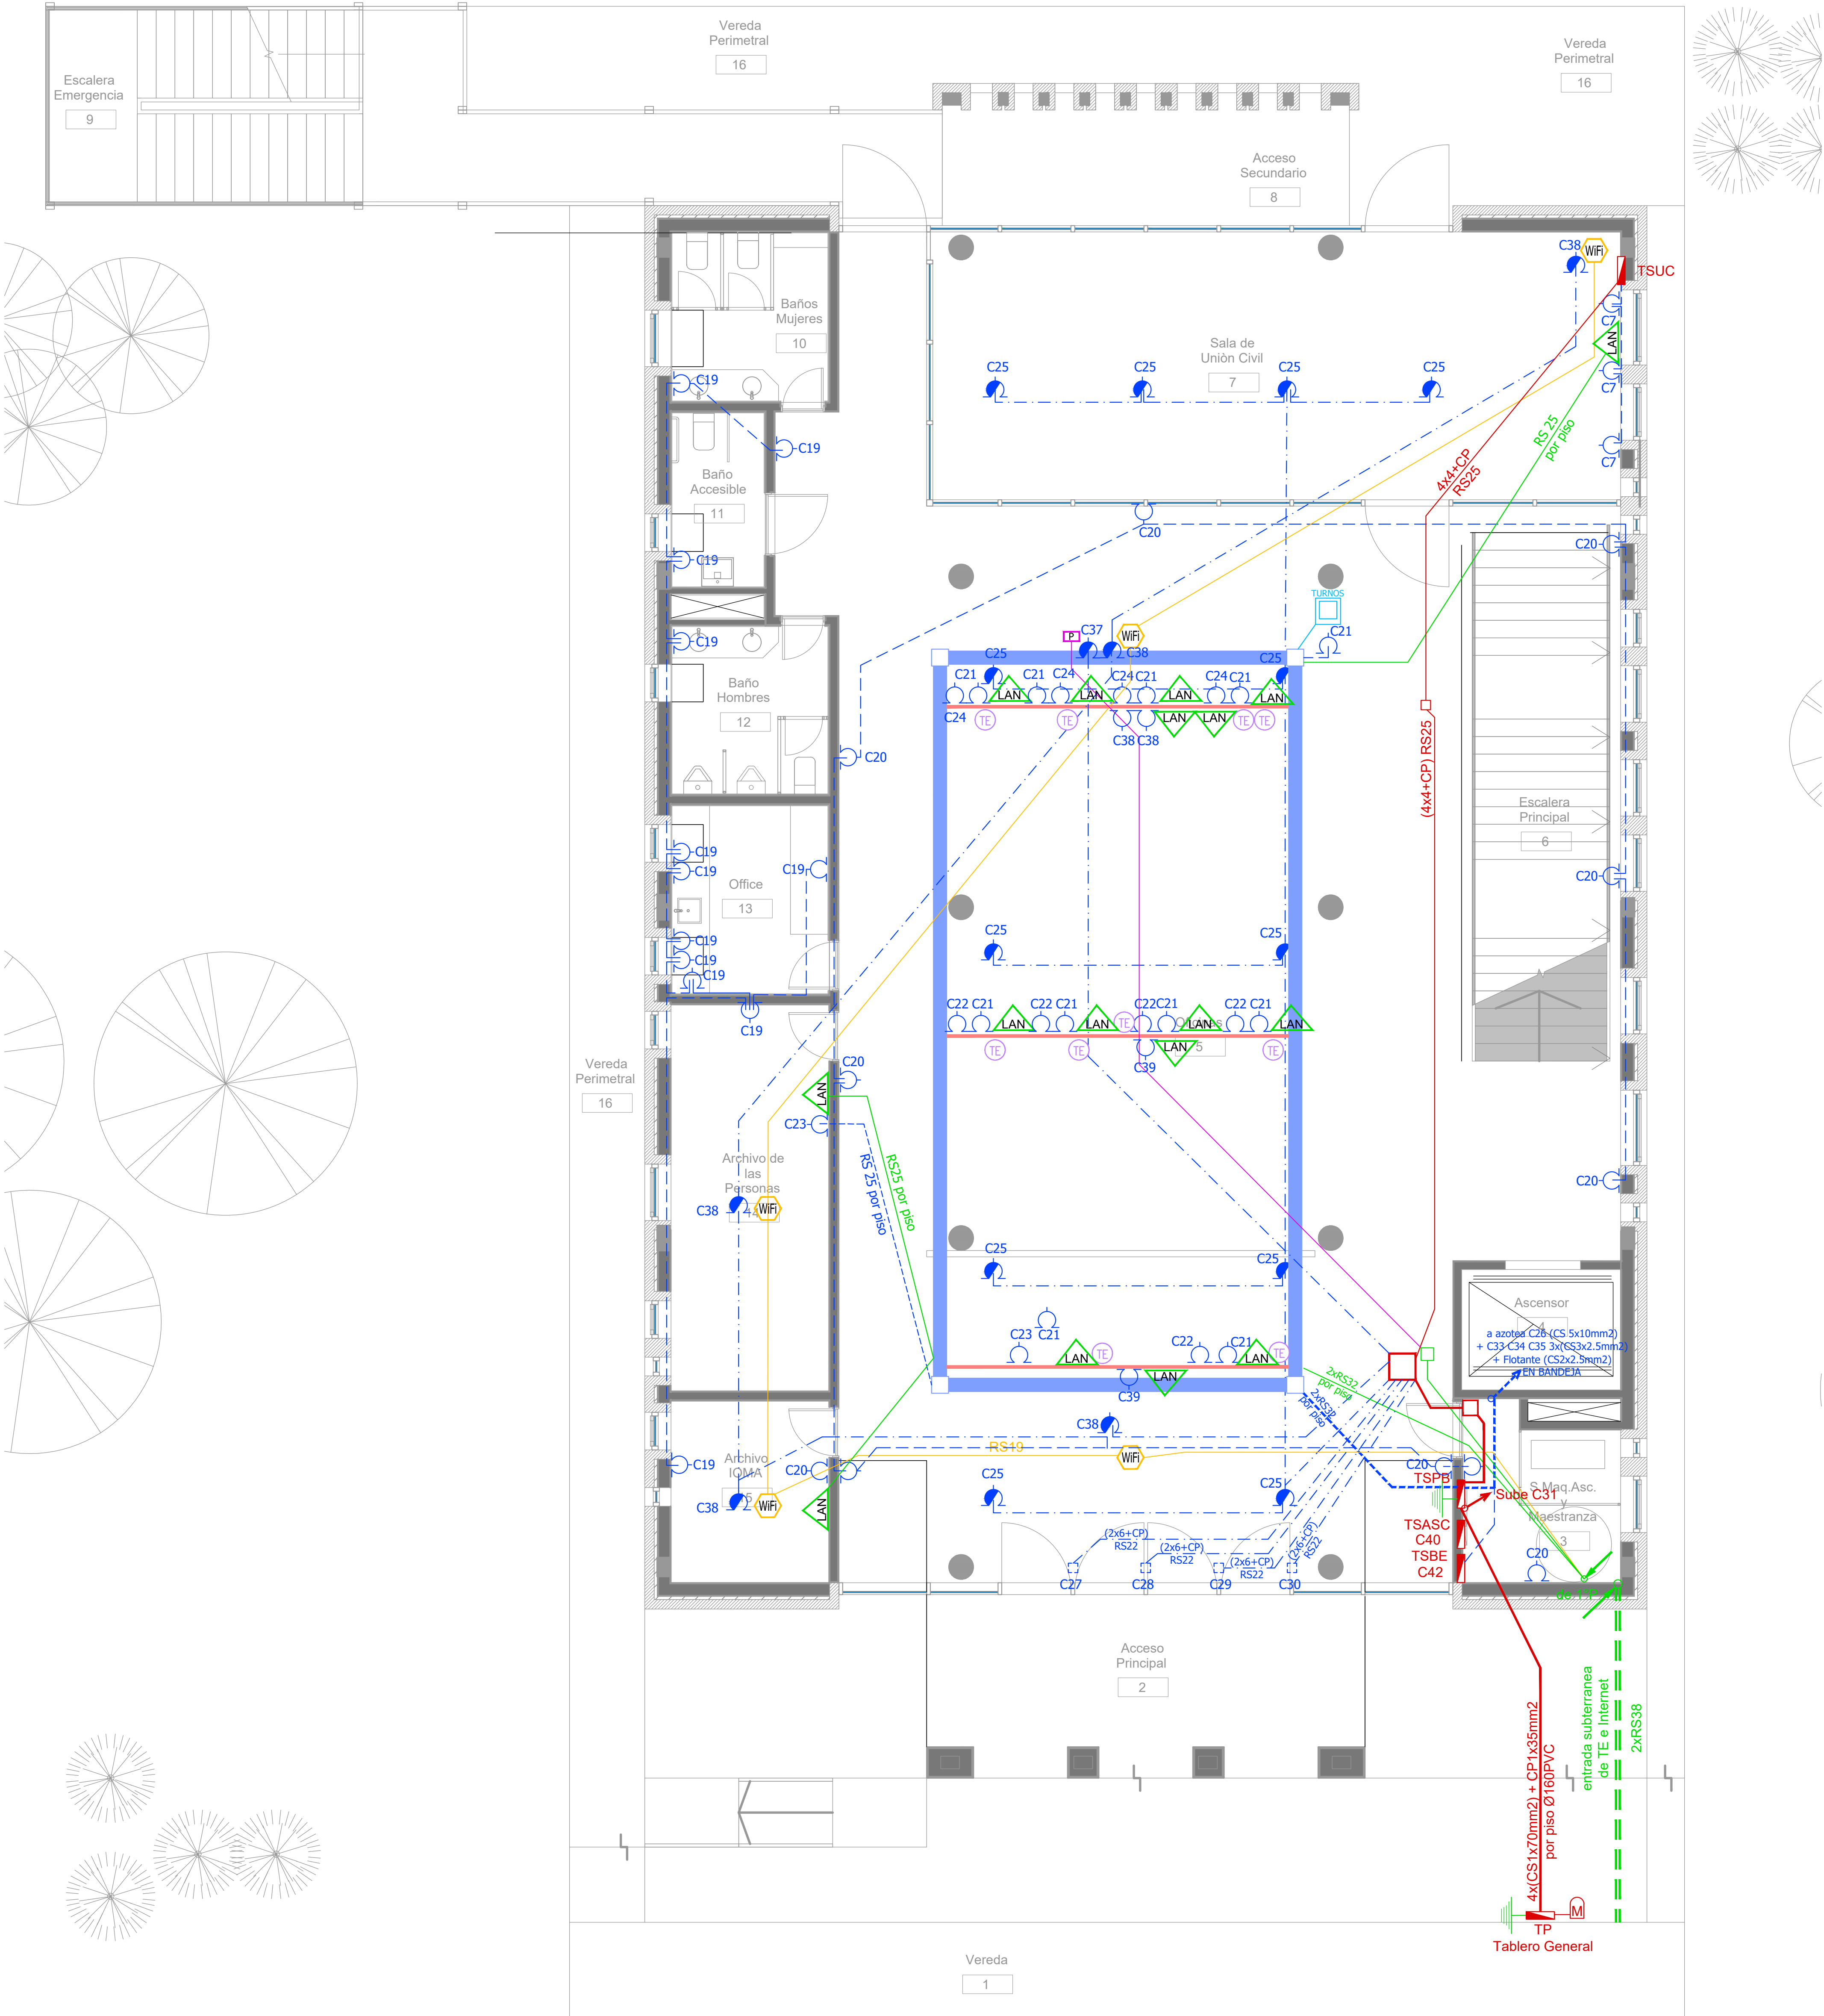 Vereda
Perimetral
16
Vereda
Perimetral
16
Escalera
Emergencia
9
Acceso
Secundario
8
C38
WiFi
TSUC
Baños
Mujeres
10
C7
LAN
C7
C7
Sala de
Uniòn Civil
7
C25
C25
C25
C25
C19
C19
RS 25
por piso
4x4+CP
RS25
Baño
Accesible
11
C19
C20
C20
TURNOS
C21
P
C37
C38
WiFi
C19
Baño
Hombres
12
C25
C25
C21
LAN
C21
C24
LAN
C24
C21
LAN
C24
C21
LAN
C24
TE
TE
C38
C38
LAN
LAN
TE
TE
C20
(4x4+CP) RS25
Escalera
Principal
6
C19
C19
C19
Office
13
C20
C25
C25
C19
C19
C19
C19
C22
C21
LAN
C22
C21
LAN
TE
C22
C21
LAN
C22
C21
LAN
5
TE
TE
C39
LAN
TE
Vereda
Perimetral
16
C20
LAN
C23
RS 25 por piso
RS25 por piso
Archivo de
las
Personas
14
C38
WiFi
C20
C25
C25
Ascensor
4
a azotea C26 (CS 5x10mm2)
+ C33 C34 C35 3x(CS3x2.5mm2)
+ Flotante (CS2x2.5mm2)
EN BANDEJA
C21
C23
LAN
TE
C22
C21
LAN
TE
C39
LAN
2xRS32
por piso
2xRS32
por piso
C38
RS19
WiFi
Archivo
IOMA
15
C19
C20
C38
WiFi
LAN
C25
C25
C20
TSPB
Sube C31
S.Maq.Asc.
y
Maestranza
3
TSASC
C40
TSBE
C42
C20
(2x6+CP)
RS22
(2x6+CP)
RS22
(2x6+CP)
RS22
(2x6+CP)
RS22
C27
C28
C29
C30
Acceso
Principal
2
4x(CS1x70mm2) + CP1x35mm2
por piso Ø160PVC
entrada subterranea
de TE e Internet
2xRS38
M
TP
Tablero General
Vereda
1